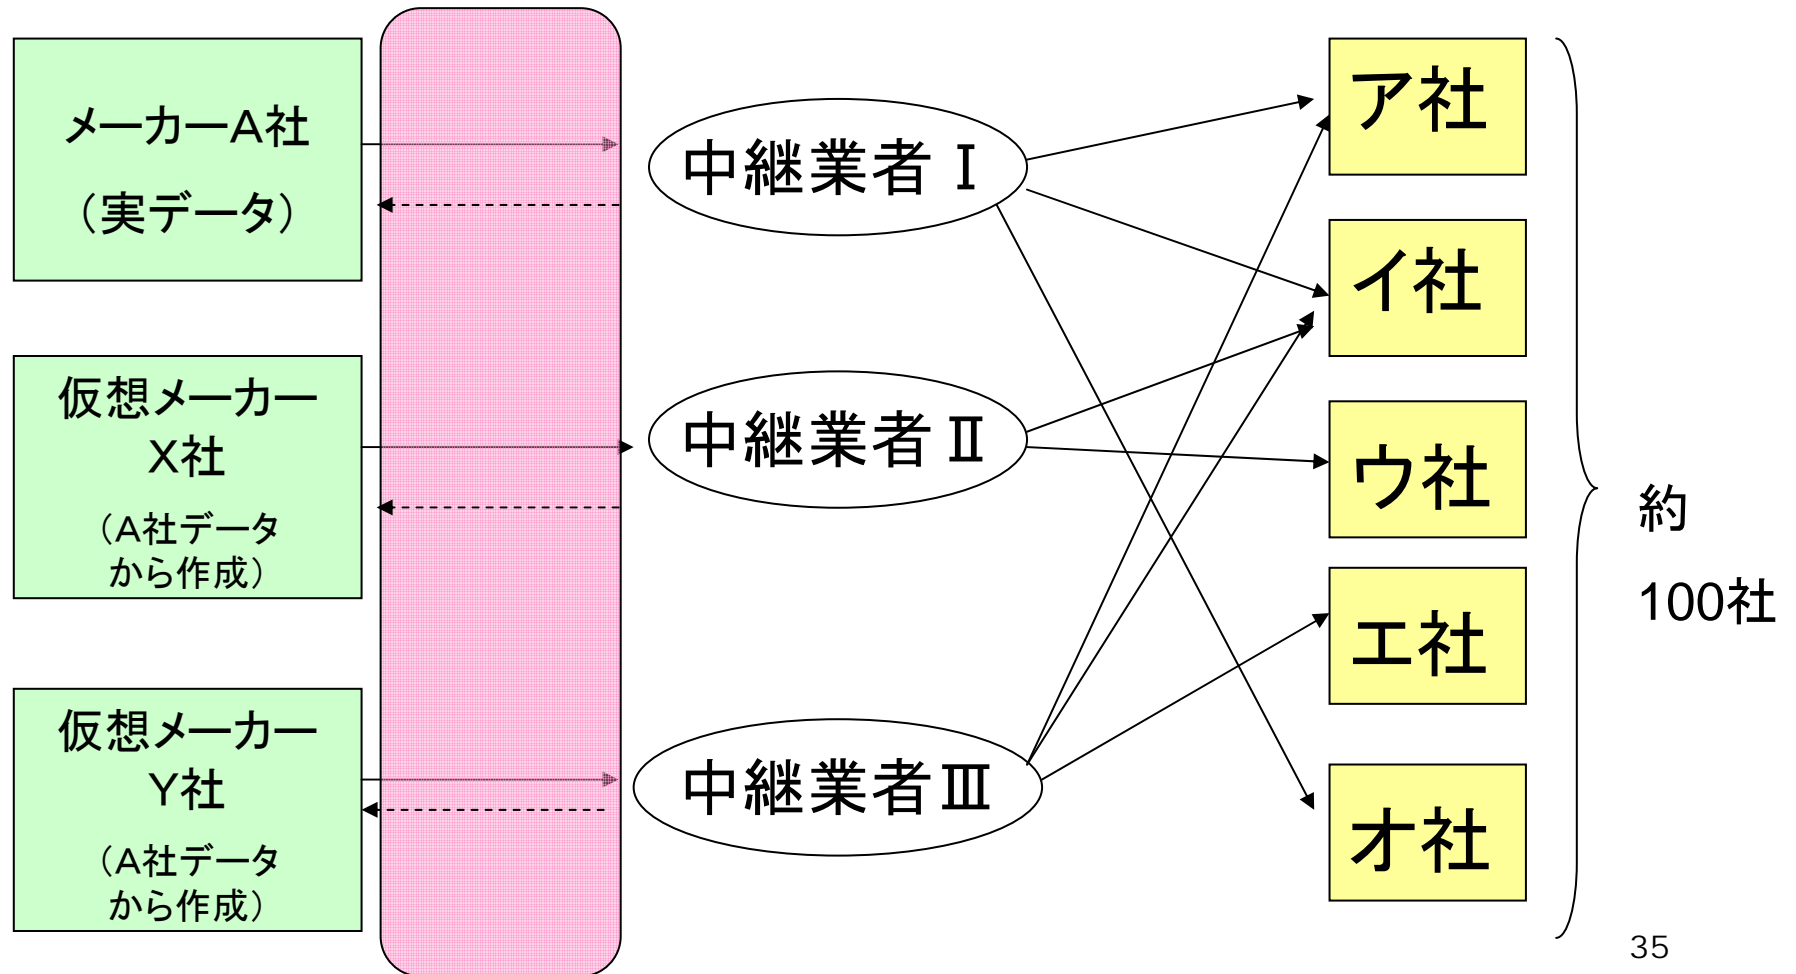 メーカーA社
（実データ）
仮想メーカー
X社
（A社データ
から作成）
仮想メーカー
Y社
（A社データ
から作成）
中継業者Ⅰ
中継業者Ⅱ
中継業者Ⅲ
ア社
イ社
ウ社
エ社
オ社
約
100社
35